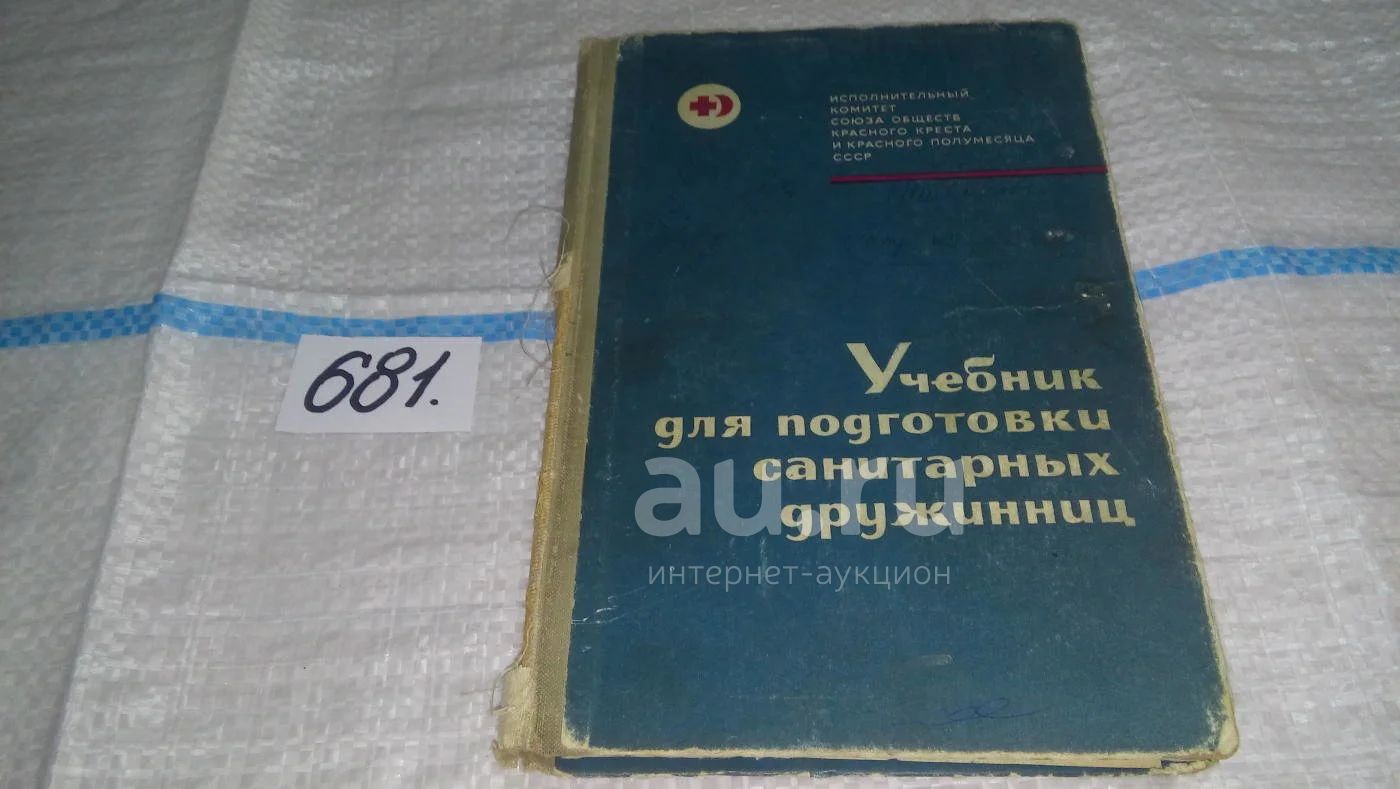 ИСПОЛНИТЕЛЬНЫЙ
КОМИТЕТ
СОЮЗА ОБЩЕСТВ
КРАСНОГО КРЕСТА
И КРАСНОГО ПОЛУМЕСЯЦА
СССР
681.
Учебник
для подготовки
санитарных
дружинниц
au.ru
интернет-аукцион